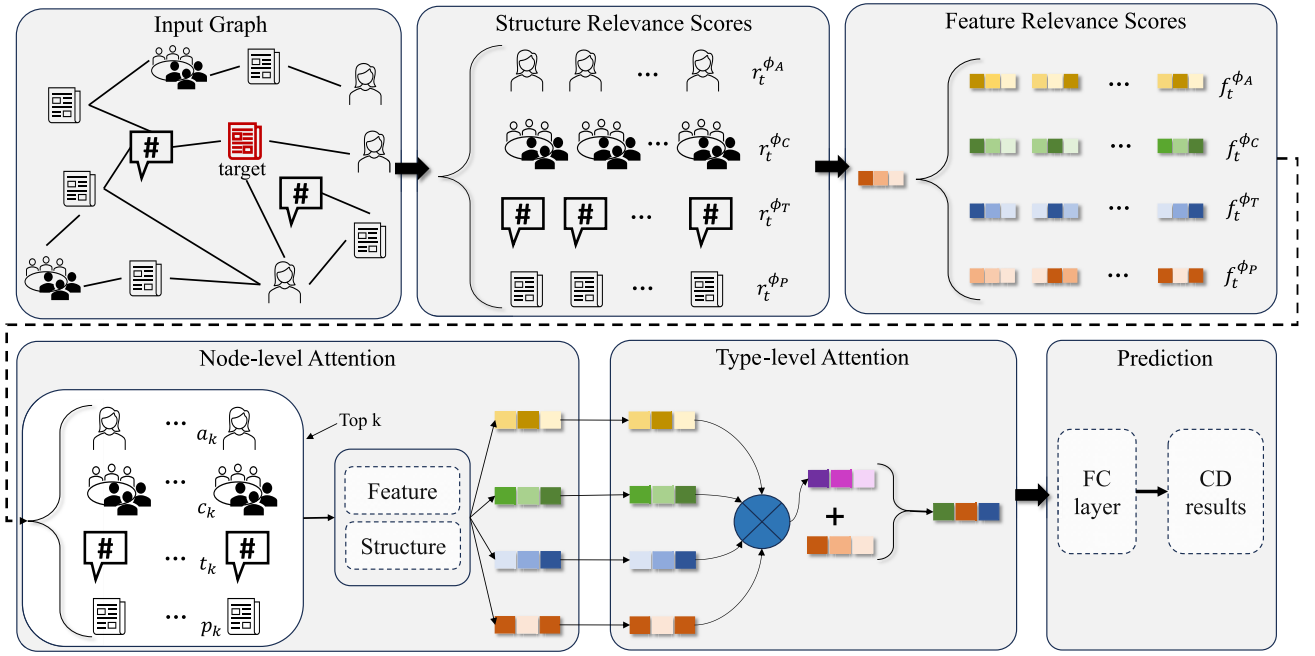 Input Graph
#
target
#
Structure Relevance Scores
... r_t^{ϕ_A}
... r_t^{ϕ_C}
# # ... # r_t^{ϕ_T}
... r_t^{ϕ_P}
Feature Relevance Scores
... f_t^{ϕ_A}
... f_t^{ϕ_C}
... f_t^{ϕ_T}
... f_t^{ϕ_P}
Node-level Attention
... a_k
... c_k
# ... t_k #
... p_k
Top k
Feature
Structure
Type-level Attention
+
Prediction
FC
layer
CD
results